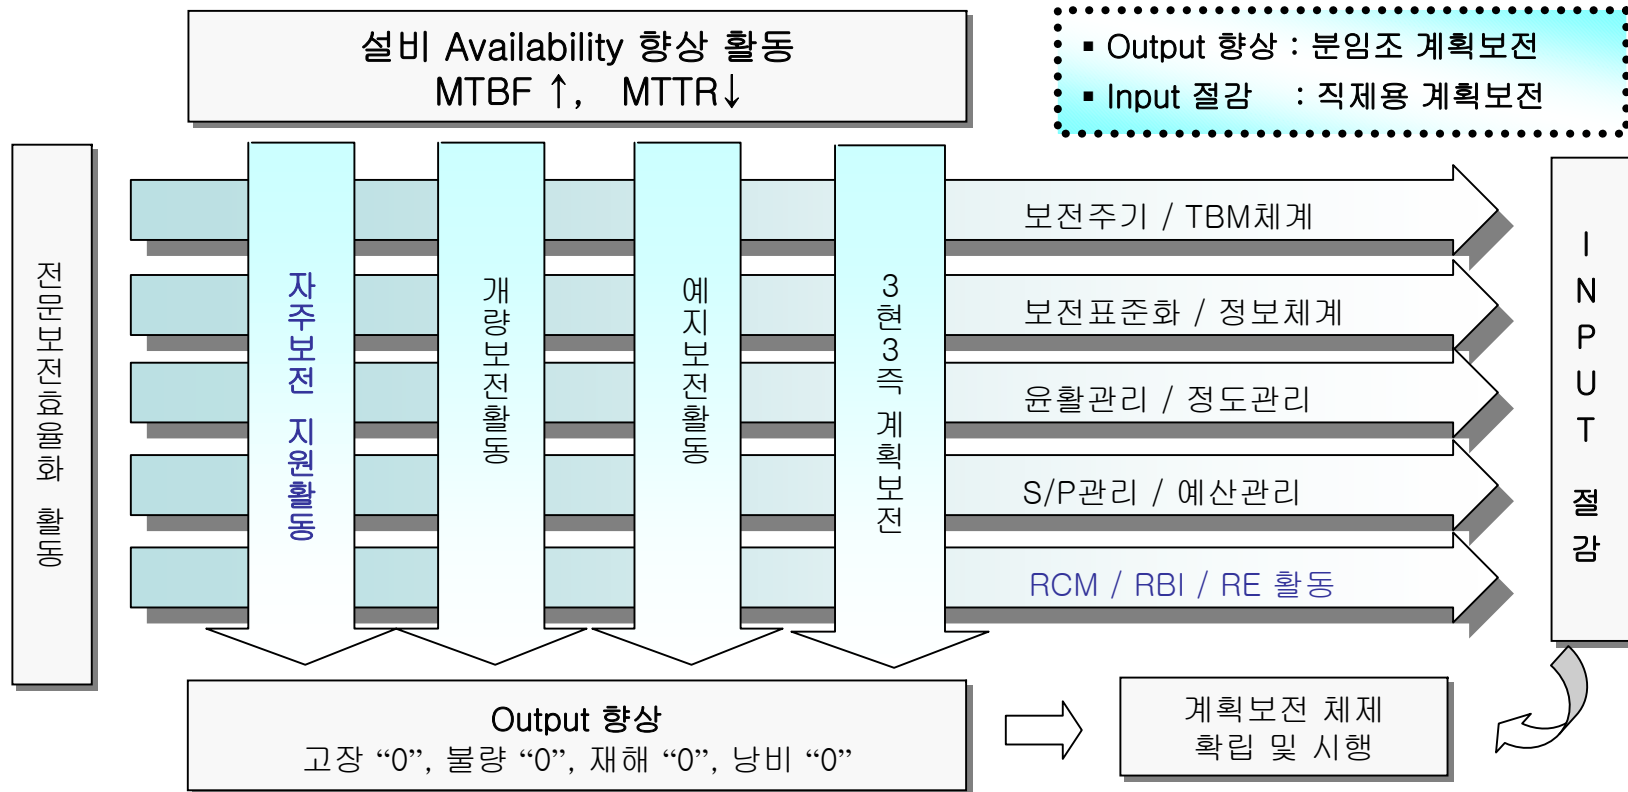 설비 Availability 향상 활동
MTBF ↑, MTTR↓
▪ Output 향상 : 분임조 계획보전
▪ Input 절감 : 직제용 계획보전
전문보전효율화 활동
자주보전 지원활동
개량보전활동
예지보전활동
3현3즉 계획보전
보전주기 / TBM체계
보전표준화 / 정보체계
윤활관리 / 정도관리
S/P관리 / 예산관리
RCM / RBI / RE 활동
INPUT 절감
Output 향상
고장 “0”, 불량 “0”, 재해 “0”, 낭비 “0”
계획보전 체제
확립 및 시행